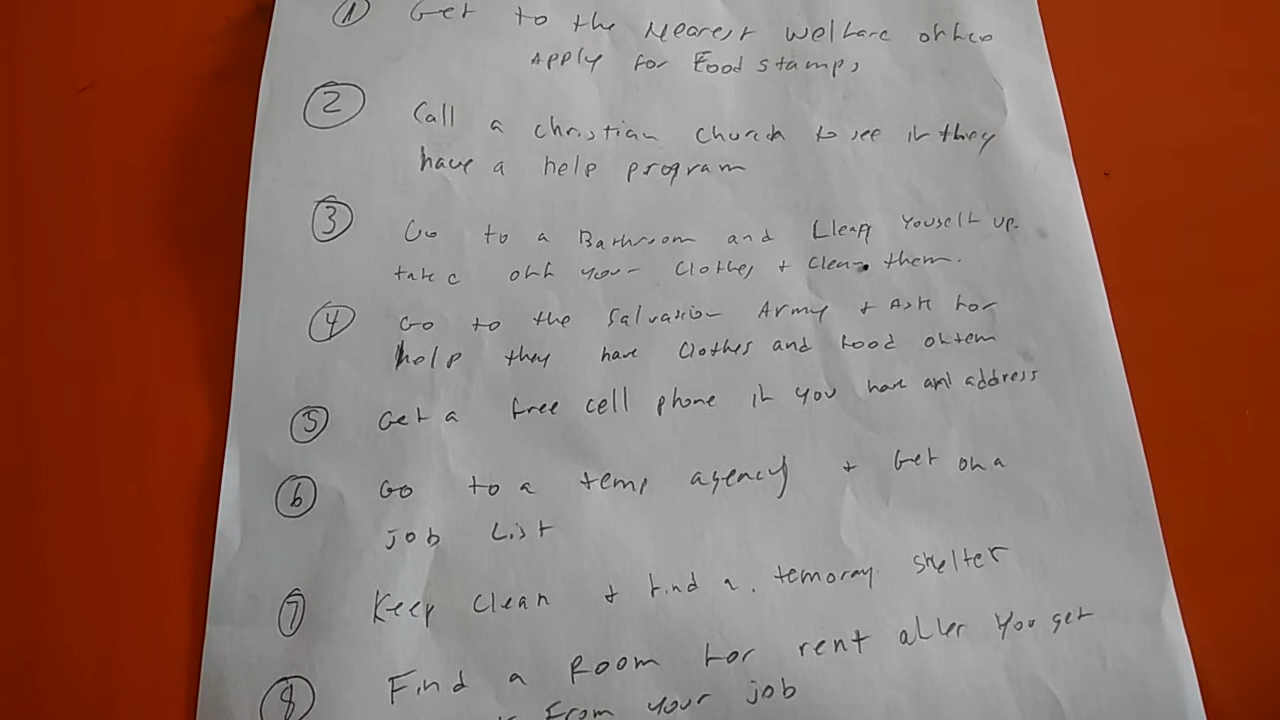 ① Get to the Nearest welfare office
Apply for Food stamps
② Call a christian church to see if they
have a help program
③ Go to a Bathroom and Clean Youself up.
take off your Clothes + Clean them.
④ Go to the Salvation Army + Ask for
help they have Clothes and food often
⑤ Get a free cell phone if you have an address
⑥ Go to a temp agency + Get on a
job List
⑦ Keep Clean + find a temoray shelter
⑧ Find a Room for rent after You get
From your job